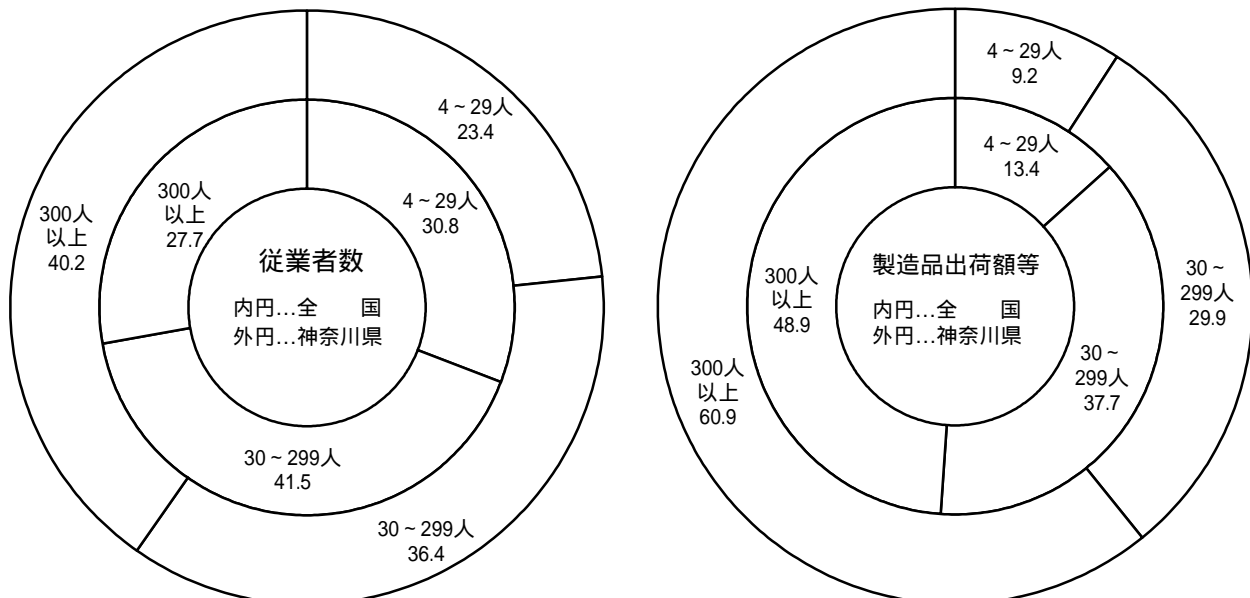 4～29人
23.4
4～29人
30.8
300人
以上
27.7
300人
以上
40.2
従業者数
内円…全　　国
外円…神奈川県
30～299人
41.5
30～299人
36.4
4～29人
9.2
4～29人
13.4
30～
299人
29.9
製造品出荷額等
内円…全　　国
外円…神奈川県
300人
以上
48.9
30～
299人
37.7
300人
以上
60.9